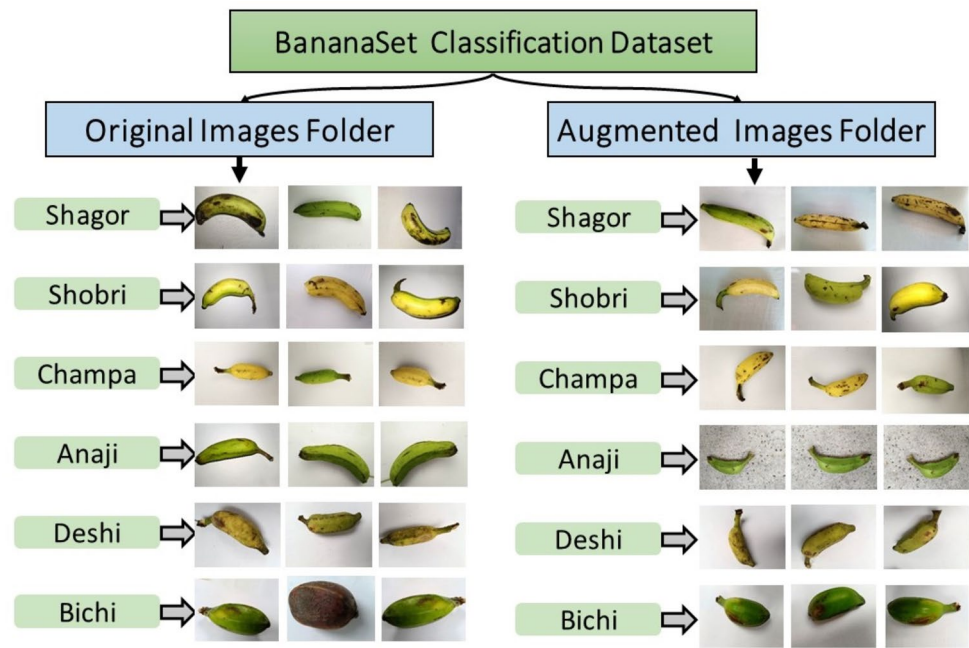 BananaSet Classification Dataset
Original Images Folder
Shagor
Shobri
Champa
Anaji
Deshi
Bichi
Augmented Images Folder
Shagor
Shobri
Champa
Anaji
Deshi
Bichi